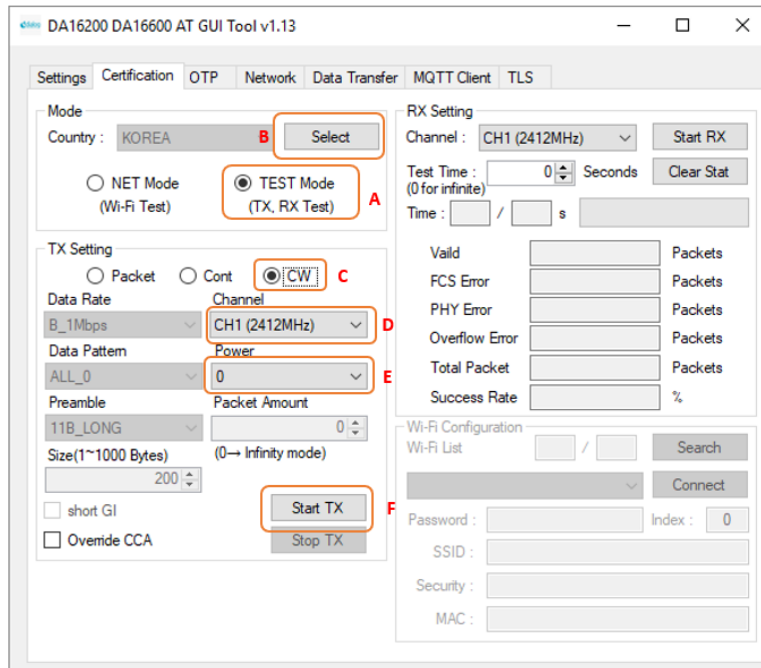 dialog DA16200 DA16600 AT GUI Tool v1.13
Settings Certification OTP Network Data Transfer MQTT Client TLS
Mode
Country : KOREA B Select
NET Mode
(Wi-Fi Test)
TEST Mode
(TX, RX Test)
A
TX Setting
Packet Cont CW C
Data Rate Channel
B_1Mbps CH1 (2412MHz) D
Data Pattern Power
ALL_0 0 E
Preamble Packet Amount
11B_LONG 0
Size(1~1000 Bytes) (0→ Infinity mode)
200
short GI Start TX F
Override CCA Stop TX
RX Setting
Channel : CH1 (2412MHz) Start RX
Test Time : 0 Seconds Clear Stat
(0 for infinite)
Time : / s
Vaild Packets
FCS Error Packets
PHY Error Packets
Overflow Error Packets
Total Packet Packets
Success Rate %
Wi-Fi Configuration
Wi-Fi List / Search
Connect
Password : Index : 0
SSID :
Security :
MAC :